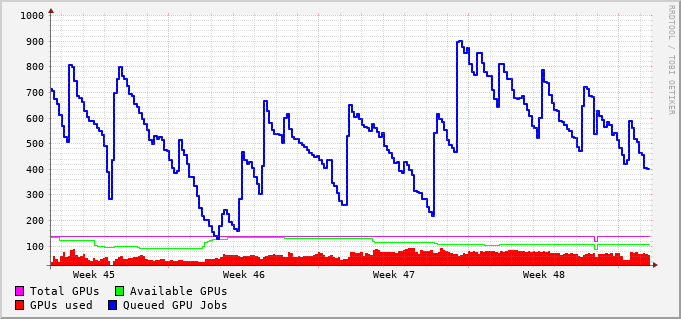 1000
900
800
700
600
500
400
300
200
100
Week 45 Week 46 Week 47 Week 48
Total GPUs Available GPUs
GPUs used Queued GPU Jobs
RRDTOOL / TOBI OETIKER